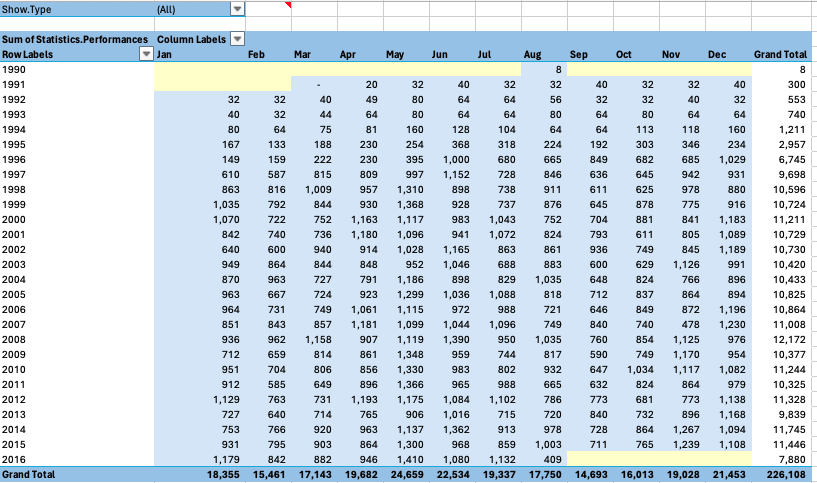 Show.Type (All)
Sum of Statistics.Performances Column Labels
Row Labels Jan Feb Mar Apr May Jun Jul Aug Sep Oct Nov Dec Grand Total
1990 8 8
1991 - 20 32 40 32 32 40 32 32 40 300
1992 32 32 40 49 80 64 64 56 32 32 40 32 553
1993 40 32 44 64 80 64 64 80 64 80 64 64 740
1994 80 64 75 81 160 128 104 64 64 113 118 160 1,211
1995 167 133 188 230 254 368 318 224 192 303 346 234 2,957
1996 149 159 222 230 395 1,000 680 665 849 682 685 1,029 6,745
1997 610 587 815 809 997 1,152 728 846 636 645 942 931 9,698
1998 863 816 1,009 957 1,310 898 738 911 611 625 978 880 10,596
1999 1,035 792 844 930 1,368 928 737 876 645 878 775 916 10,724
2000 1,070 722 752 1,163 1,117 983 1,043 752 704 881 841 1,183 11,211
2001 842 740 736 1,180 1,096 941 1,072 824 793 611 805 1,089 10,729
2002 640 600 940 914 1,028 1,165 863 861 936 749 845 1,189 10,730
2003 949 864 844 848 952 1,046 688 883 600 629 1,126 991 10,420
2004 870 963 727 791 1,186 898 829 1,035 648 824 766 896 10,433
2005 963 667 724 923 1,299 1,036 1,088 818 712 837 864 894 10,825
2006 964 731 749 1,061 1,115 972 988 721 646 849 872 1,196 10,864
2007 851 843 857 1,181 1,099 1,044 1,096 749 840 740 478 1,230 11,008
2008 936 962 1,158 907 1,119 1,390 950 1,035 760 854 1,125 976 12,172
2009 712 659 814 861 1,348 959 744 817 590 749 1,170 954 10,377
2010 951 704 806 856 1,330 983 802 932 647 1,034 1,117 1,082 11,244
2011 912 585 649 896 1,366 965 988 665 632 824 864 979 10,325
2012 1,129 763 731 1,193 1,175 1,084 1,102 786 773 681 773 1,138 11,328
2013 727 640 714 765 906 1,016 715 720 840 732 896 1,168 9,839
2014 753 766 920 963 1,137 1,362 913 978 728 864 1,267 1,094 11,745
2015 931 795 903 864 1,300 968 859 1,003 711 765 1,239 1,108 11,446
2016 1,179 842 882 946 1,410 1,080 1,132 409 7,880
Grand Total 18,355 15,461 17,143 19,682 24,659 22,534 19,337 17,750 14,693 16,013 19,028 21,453 226,108